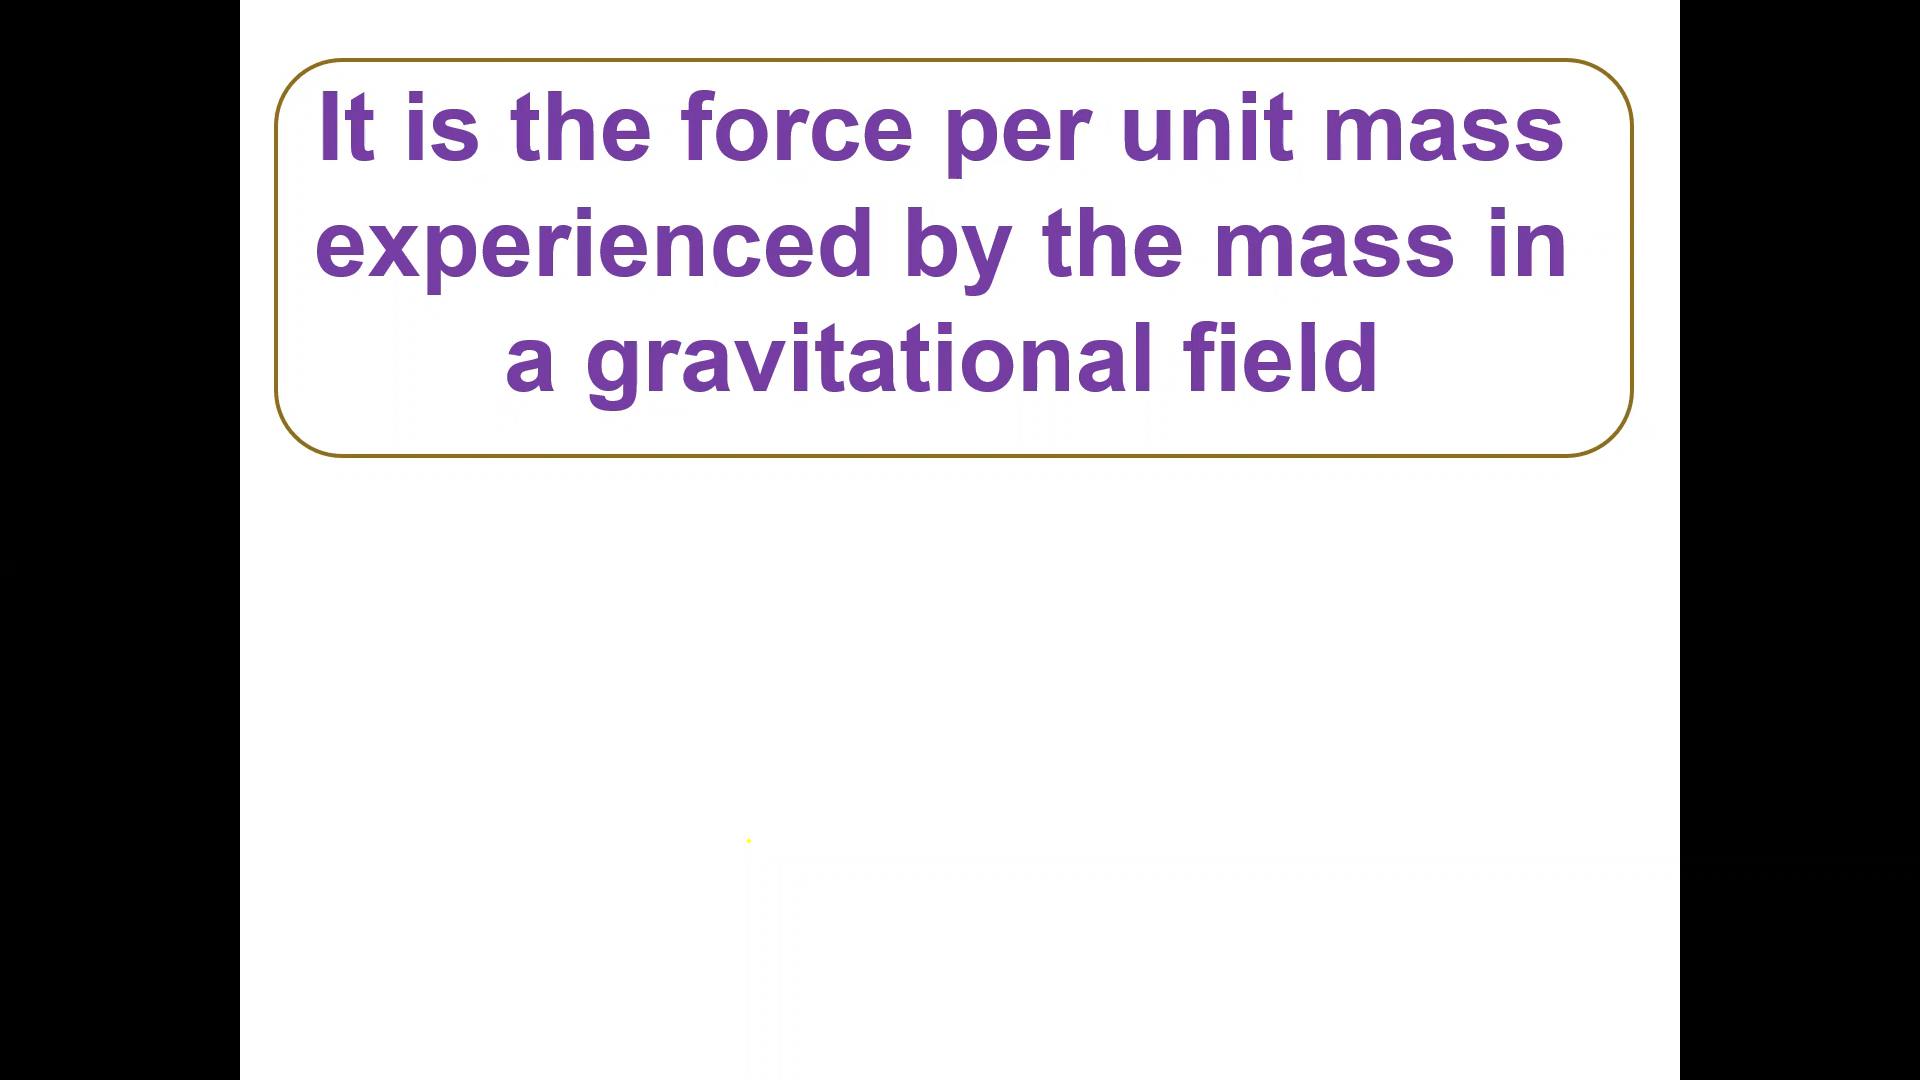 It is the force per unit mass
experienced by the mass in
a gravitational field